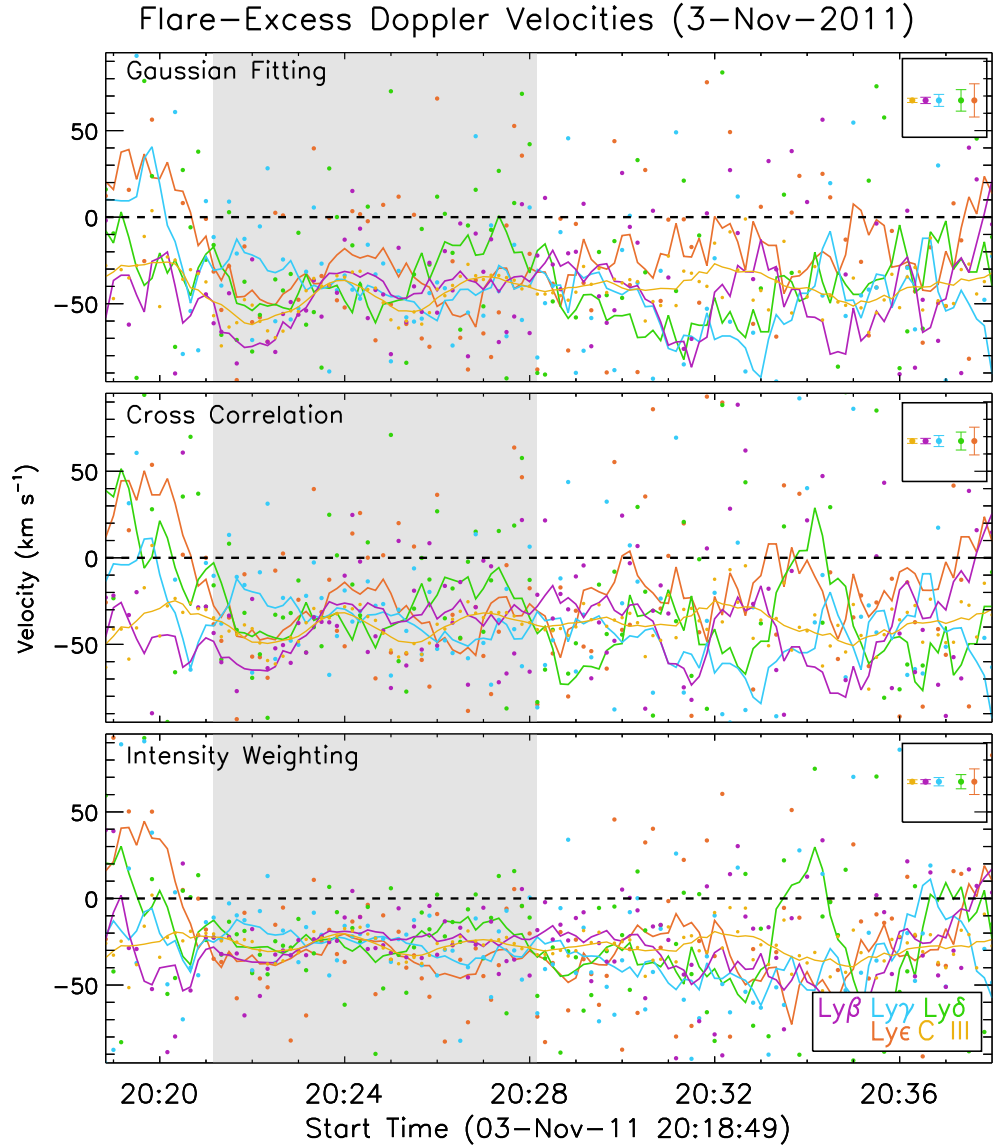 Flare-Excess Doppler Velocities (3-Nov-2011)
Gaussian Fitting
50
0
-50
Cross Correlation
50
0
-50
Velocity (km s⁻¹)
Intensity Weighting
50
0
-50
Lyβ Lyγ Lyδ
Lyϵ C III
20:20 20:24 20:28 20:32 20:36
Start Time (03-Nov-11 20:18:49)